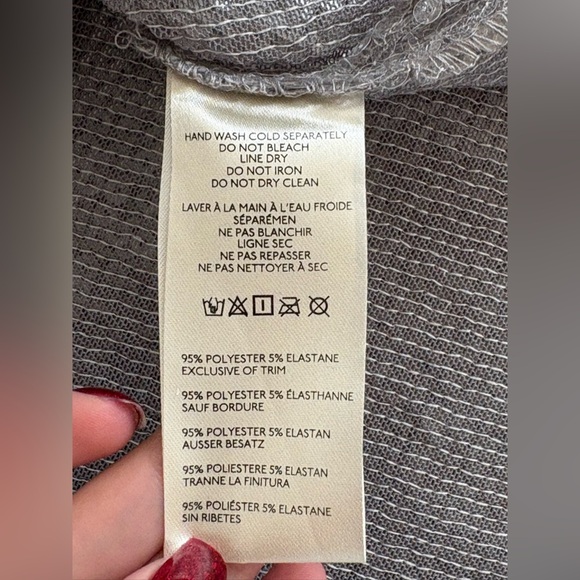 HAND WASH COLD SEPARATELY
DO NOT BLEACH
LINE DRY
DO NOT IRON
DO NOT DRY CLEAN
LAVER À LA MAIN À L'EAU FROIDE
SÉPARÉMEN
NE PAS BLANCHIR
LIGNE SEC
NE PAS REPASSER
NE PAS NETTOYER À SEC
95% POLYESTER 5% ELASTANE
EXCLUSIVE OF TRIM
95% POLYESTER 5% ÉLASTHANNE
SAUF BORDURE
95% POLYESTER 5% ELASTAN
AUSSER BESATZ
95% POLIESTERE 5% ELASTAN
TRANNE LA FINITURA
95% POLIÉSTER 5% ELASTANE
SIN RIBETES